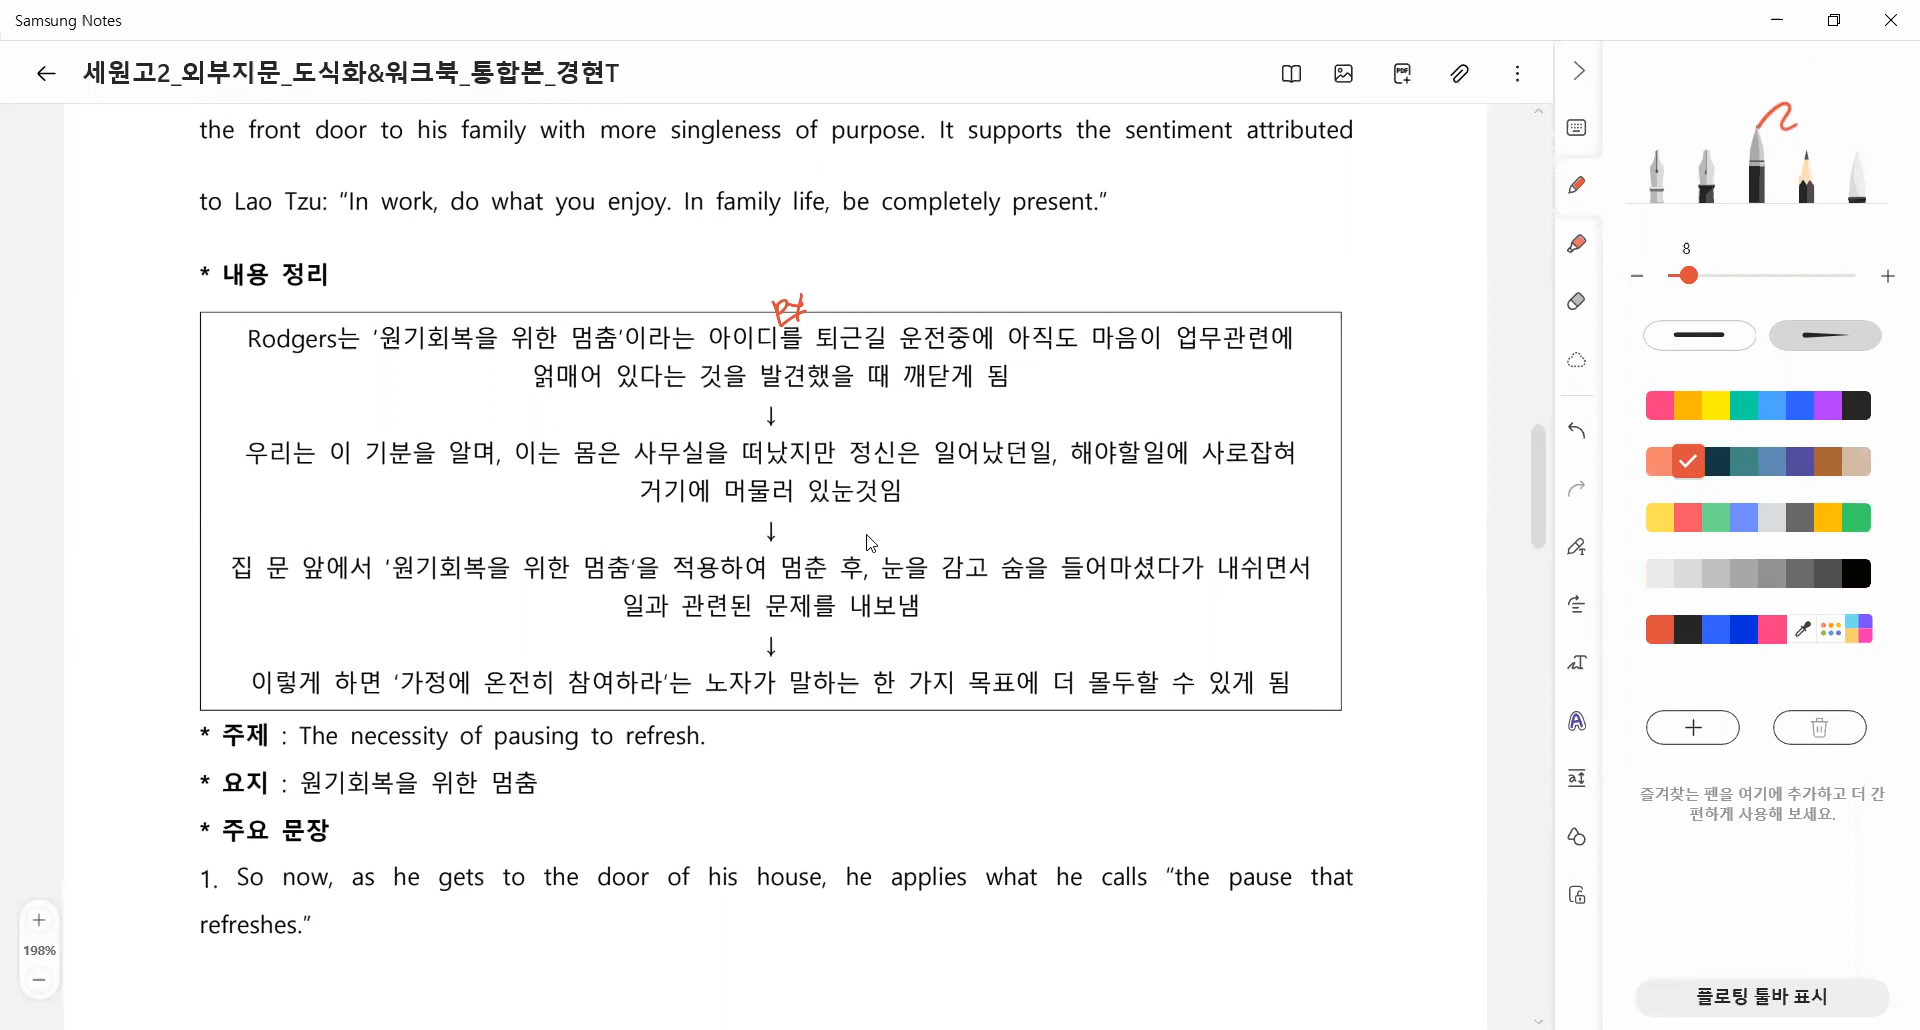 Samsung Notes
세원고2_외부지문_도식화&워크북_통합본_경현T
the front door to his family with more singleness of purpose. It supports the sentiment attributed
to Lao Tzu: “In work, do what you enjoy. In family life, be completely present.”
* 내용 정리
Rodgers는 ‘원기회복을 위한 멈춤’이라는 아이디를 퇴근길 운전중에 아직도 마음이 업무관련에
얽매어 있다는 것을 발견했을 때 깨닫게 됨
↓
우리는 이 기분을 알며, 이는 몸은 사무실을 떠났지만 정신은 일어났던일, 해야할일에 사로잡혀
거기에 머물러 있눈것임
↓
집 문 앞에서 ‘원기회복을 위한 멈춤’을 적용하여 멈춘 후, 눈을 감고 숨을 들어마셨다가 내쉬면서
일과 관련된 문제를 내보냄
↓
이렇게 하면 ‘가정에 온전히 참여하라’는 노자가 말하는 한 가지 목표에 더 몰두할 수 있게 됨
* 주제 : The necessity of pausing to refresh.
* 요지 : 원기회복을 위한 멈춤
* 주요 문장
1. So now, as he gets to the door of his house, he applies what he calls “the pause that
refreshes.”
198%
8
즐겨찾는 펜을 여기에 추가하고 더 간
편하게 사용해 보세요.
플로팅 툴바 표시